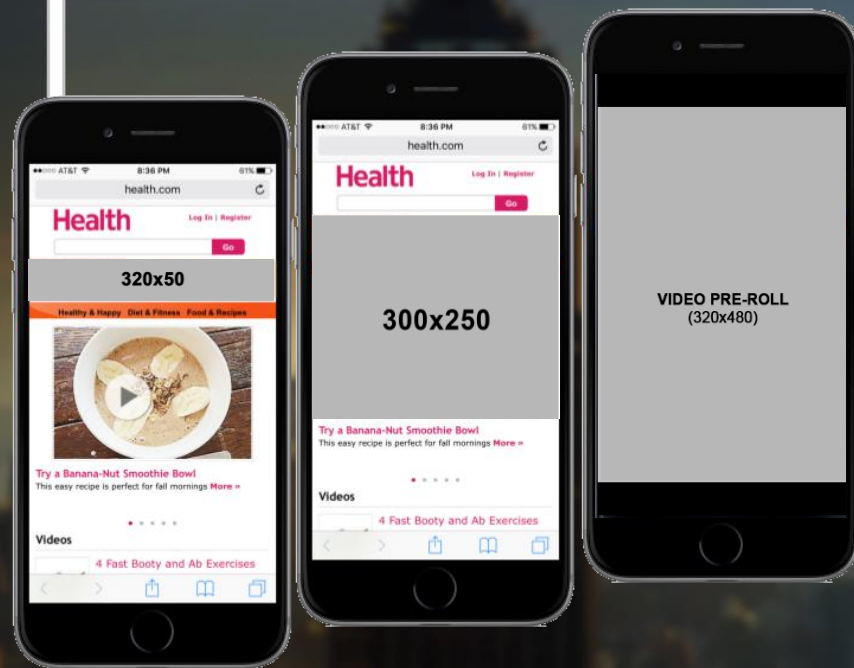 ●●○○○ AT&T 8:36 PM 61%
health.com
Health
Log In | Register
Go
320x50
Healthy & Happy Diet & Fitness Food & Recipes
Try a Banana-Nut Smoothie Bowl
This easy recipe is perfect for fall mornings More »
Videos
4 Fast Booty and Ab Exercises
●●○○○ AT&T 8:36 PM 61%
health.com
Health
Log In | Register
Go
300x250
Try a Banana-Nut Smoothie Bowl
This easy recipe is perfect for fall mornings More »
Videos
4 Fast Booty and Ab Exercises
VIDEO PRE-ROLL
(320x480)